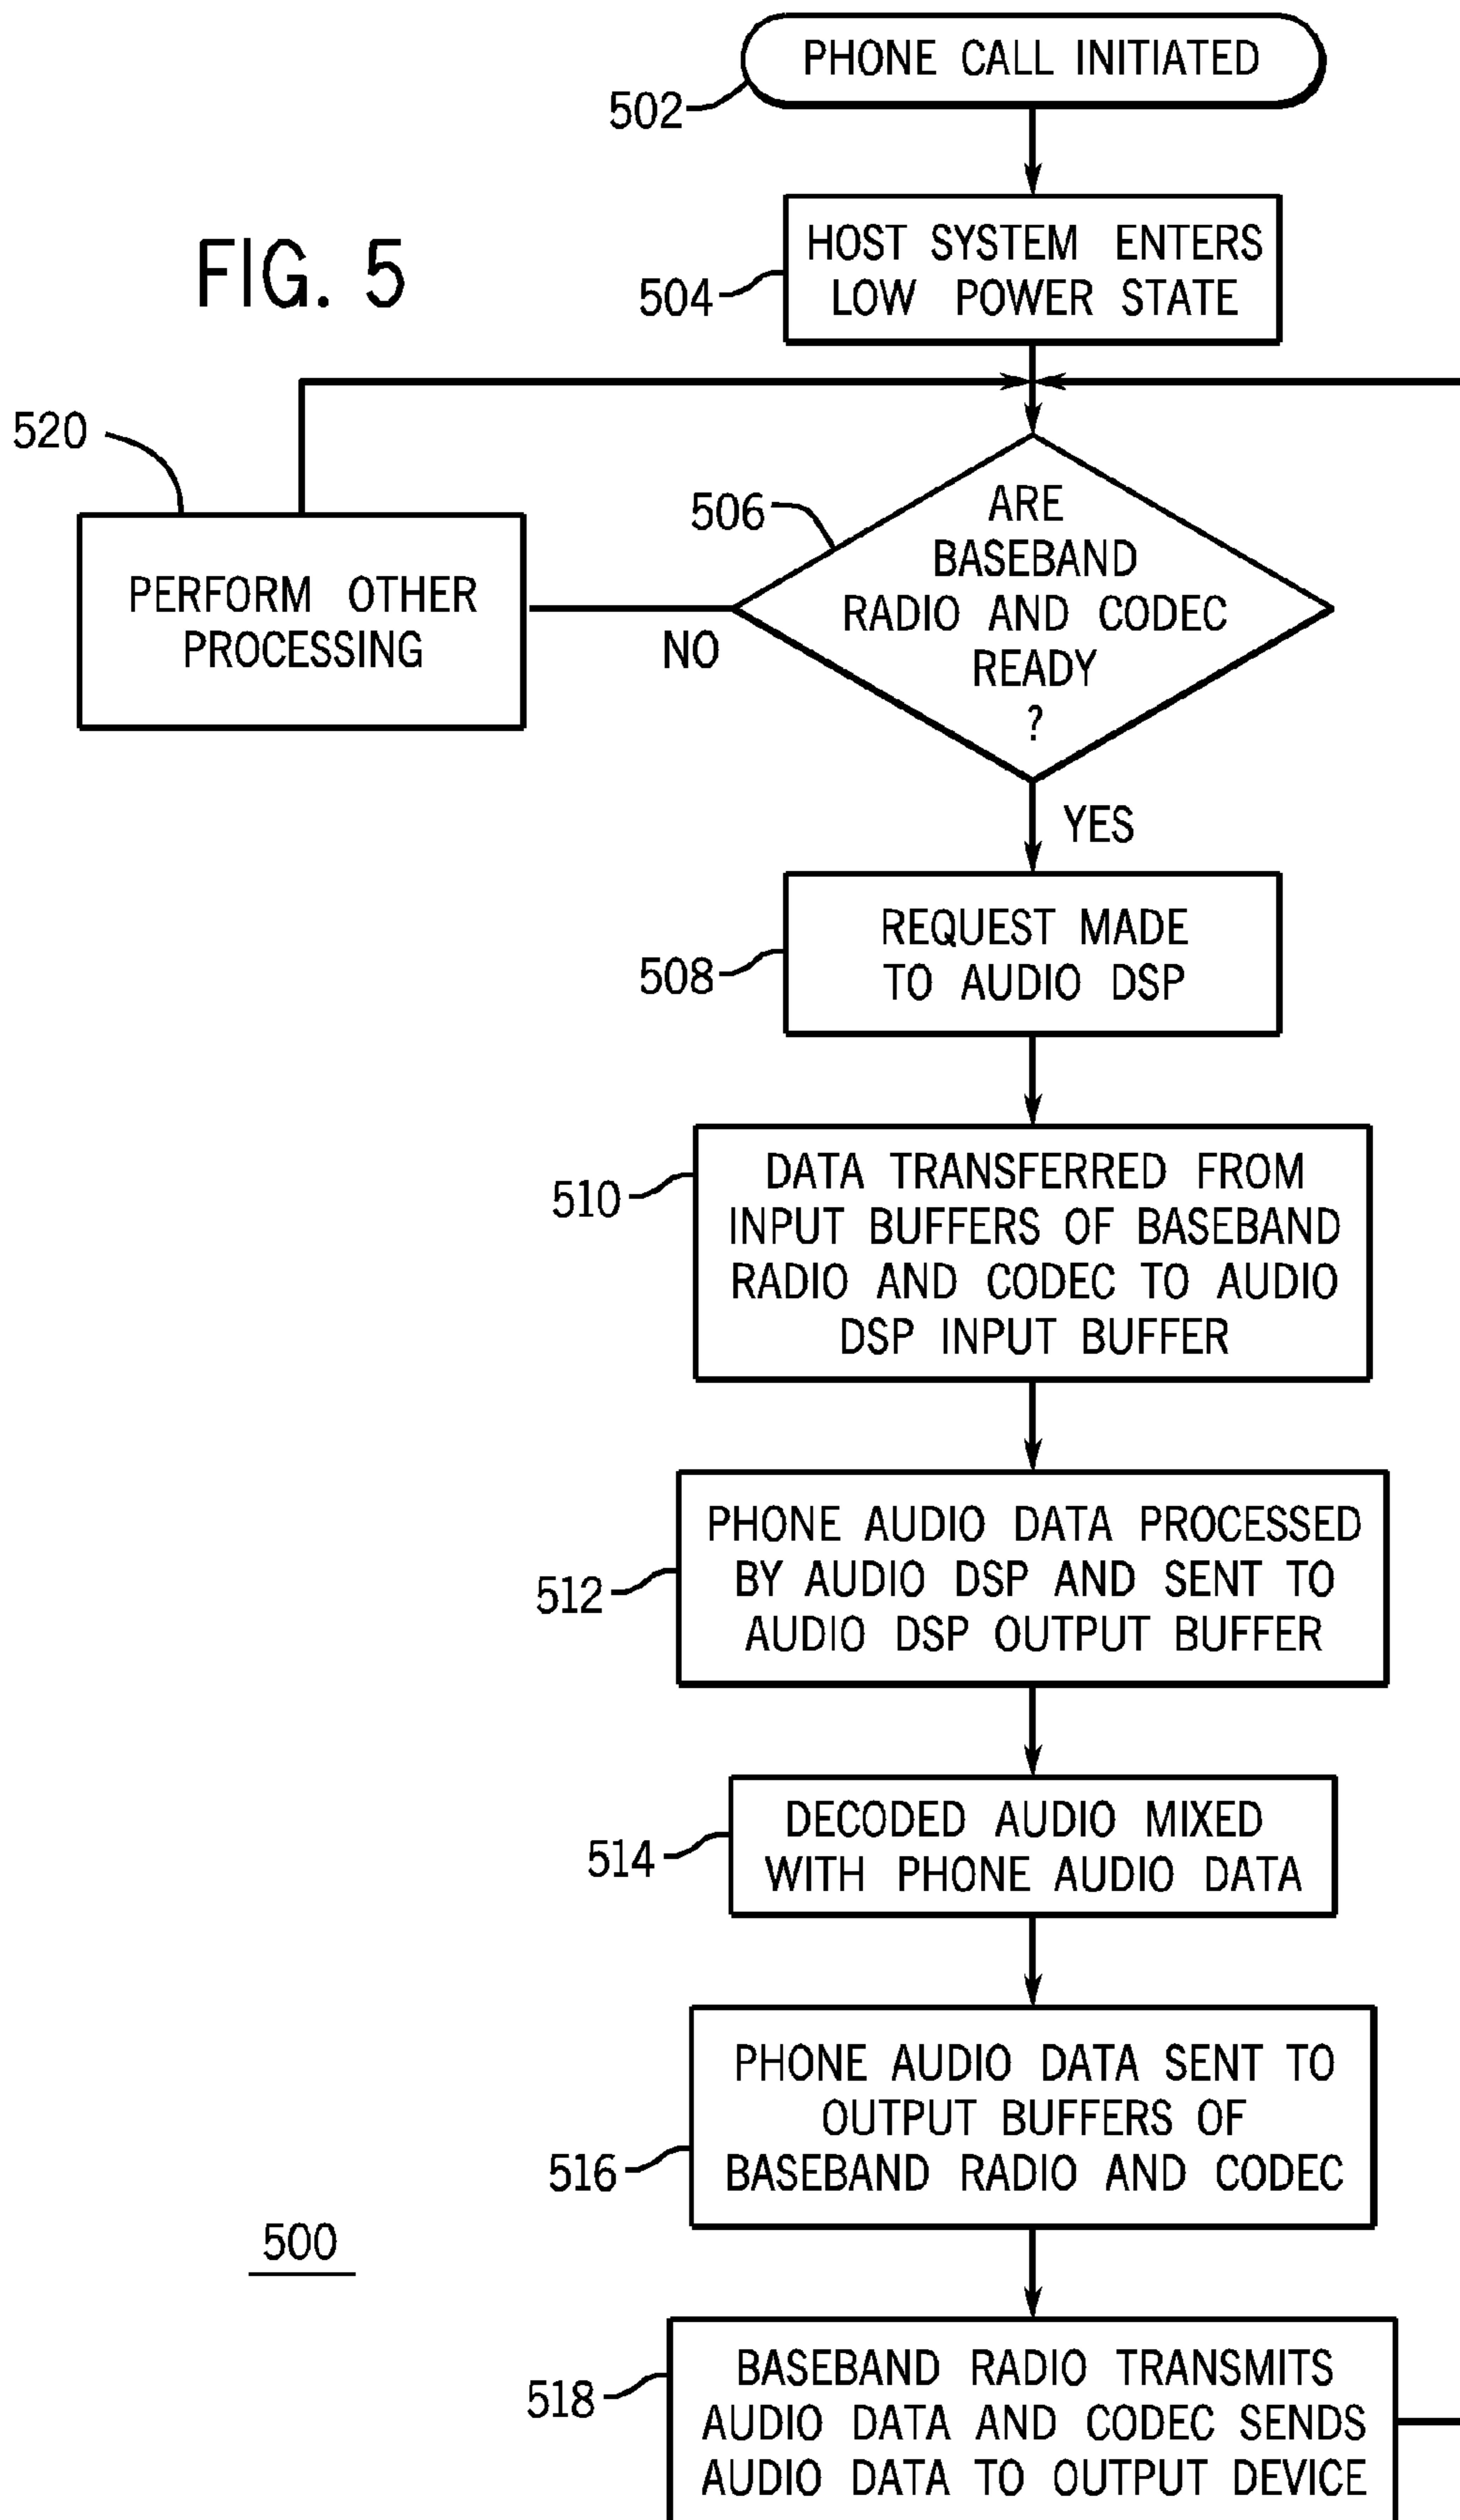 PHONE CALL INITIATED
502
HOST SYSTEM ENTERS
LOW POWER STATE
504
FIG. 5
520
PERFORM OTHER
PROCESSING
506
ARE
BASEBAND
RADIO AND CODEC
READY
?
NO
YES
REQUEST MADE
TO AUDIO DSP
508
DATA TRANSFERRED FROM
INPUT BUFFERS OF BASEBAND
RADIO AND CODEC TO AUDIO
DSP INPUT BUFFER
510
PHONE AUDIO DATA PROCESSED
BY AUDIO DSP AND SENT TO
AUDIO DSP OUTPUT BUFFER
512
DECODED AUDIO MIXED
WITH PHONE AUDIO DATA
514
PHONE AUDIO DATA SENT TO
OUTPUT BUFFERS OF
BASEBAND RADIO AND CODEC
516
500
BASEBAND RADIO TRANSMITS
AUDIO DATA AND CODEC SENDS
AUDIO DATA TO OUTPUT DEVICE
518